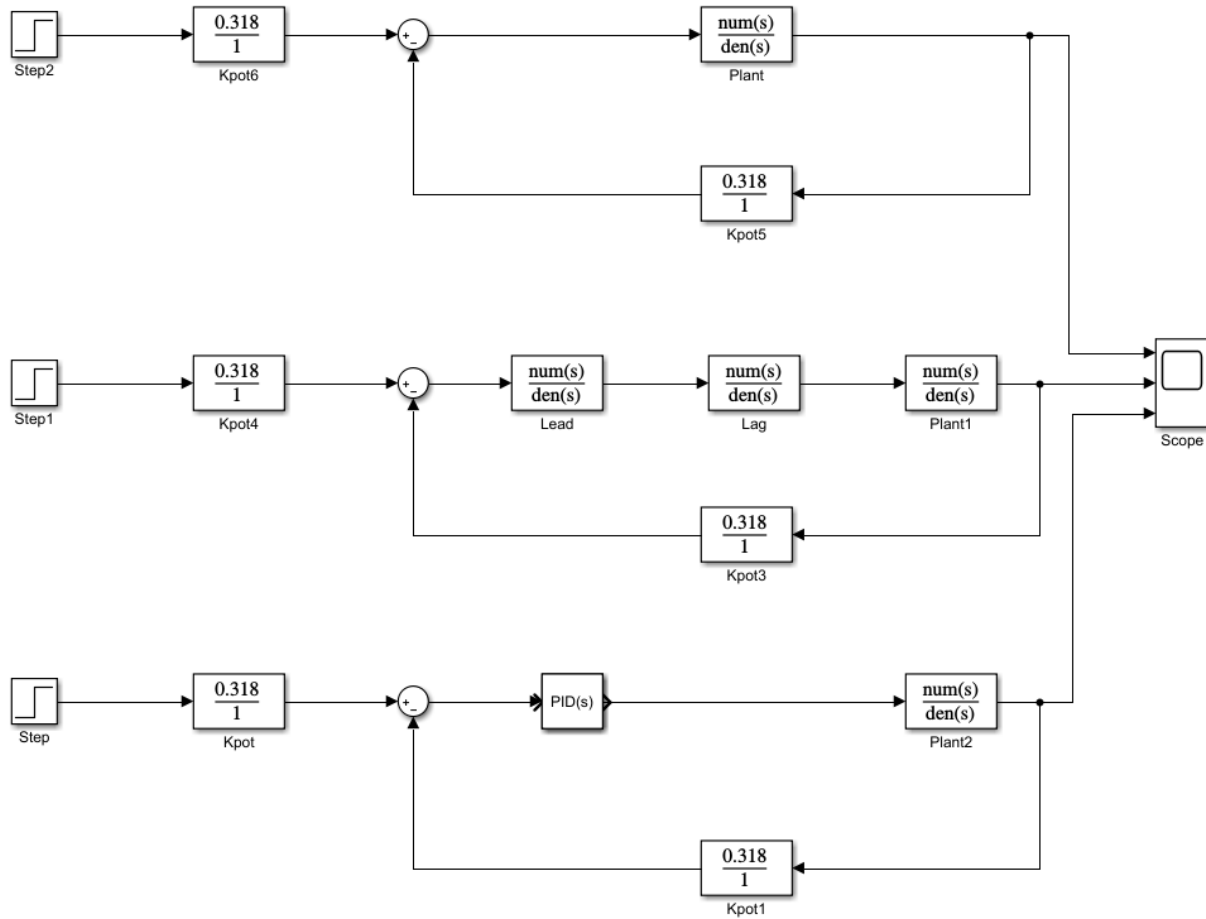 0.318
1
Step2
Kpot6
+
-
num(s)
den(s)
Plant
0.318
1
Kpot5
0.318
1
Step1
Kpot4
+
-
num(s)
den(s)
Lead
num(s)
den(s)
Lag
num(s)
den(s)
Plant1
Scope
0.318
1
Kpot3
0.318
1
Step
Kpot
+
-
PID(s)
num(s)
den(s)
Plant2
0.318
1
Kpot1